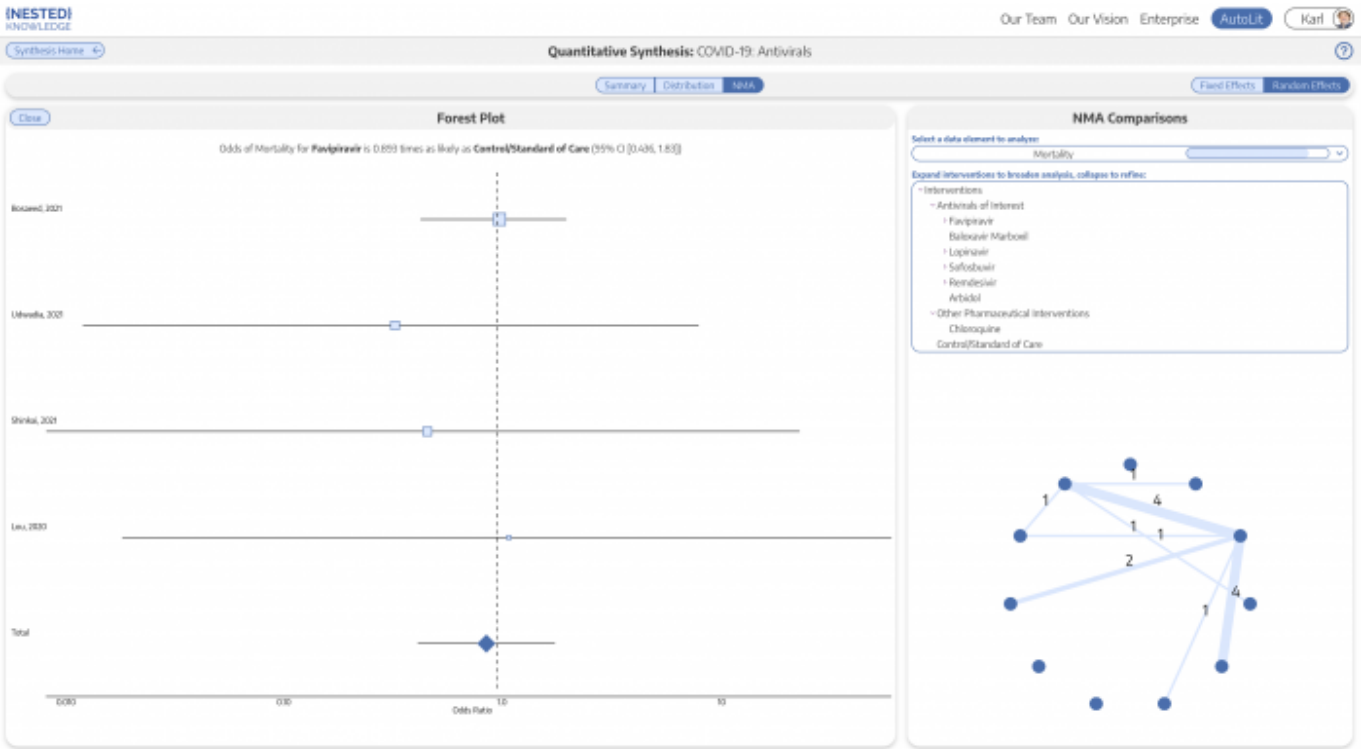 {NESTED}
KNOWLEDGE
Our Team Our Vision Enterprise AutoLit Karl
Synthesis Home ←
Quantitative Synthesis: COVID-19: Antivirals
?
Summary Distribution NMA
Fixed Effects Random Effects
Close
Forest Plot
Odds of Mortality for Favipiravir is 0.893 times as likely as Control/Standard of Care (95% CI [0.436, 1.83])
Bosaeed, 2021
Udwadia, 2021
Shinkai, 2021
Lou, 2020
Total
0.010 0.10 1.0 10
Odds Ratio
NMA Comparisons
Select a data element to analyze:
Mortality
Expand interventions to broaden analysis, collapse to refine:
Interventions
Antivirals of Interest
Favipiravir
Baloxavir Marboxil
Lopinavir
Sofosbuvir
Remdesivir
Arbidol
Other Pharmaceutical Interventions
Chloroquine
Control/Standard of Care
1
1
4
1
1
2
4
1